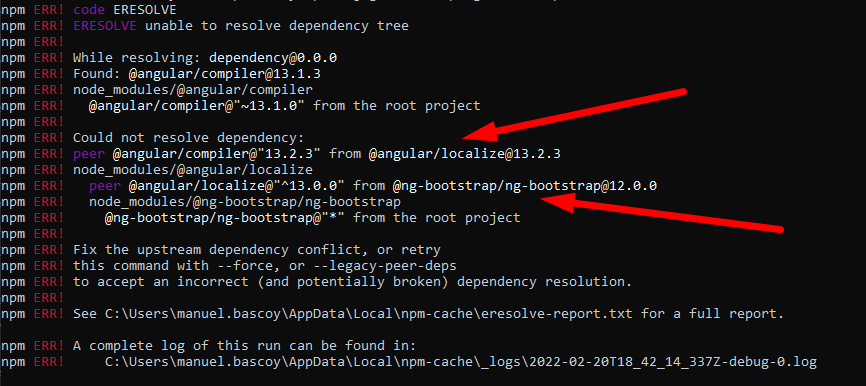 npm ERR! code ERESOLVE
npm ERR! ERESOLVE unable to resolve dependency tree
npm ERR!
npm ERR! While resolving: dependency@0.0.0
npm ERR! Found: @angular/compiler@13.1.3
npm ERR! node_modules/@angular/compiler
npm ERR!   @angular/compiler@"~13.1.0" from the root project
npm ERR!
npm ERR! Could not resolve dependency:
npm ERR! peer @angular/compiler@"13.2.3" from @angular/localize@13.2.3
npm ERR! node_modules/@angular/localize
npm ERR!   peer @angular/localize@"^13.0.0" from @ng-bootstrap/ng-bootstrap@12.0.0
npm ERR!   node_modules/@ng-bootstrap/ng-bootstrap
npm ERR!     @ng-bootstrap/ng-bootstrap@"*" from the root project
npm ERR!
npm ERR! Fix the upstream dependency conflict, or retry
npm ERR! this command with --force, or --legacy-peer-deps
npm ERR! to accept an incorrect (and potentially broken) dependency resolution.
npm ERR!
npm ERR! See C:\Users\manuel.bascoy\AppData\Local\npm-cache\eresolve-report.txt for a full report.
npm ERR! A complete log of this run can be found in:
npm ERR!     C:\Users\manuel.bascoy\AppData\Local\npm-cache\_logs\2022-02-20T18_42_14_337Z-debug-0.log